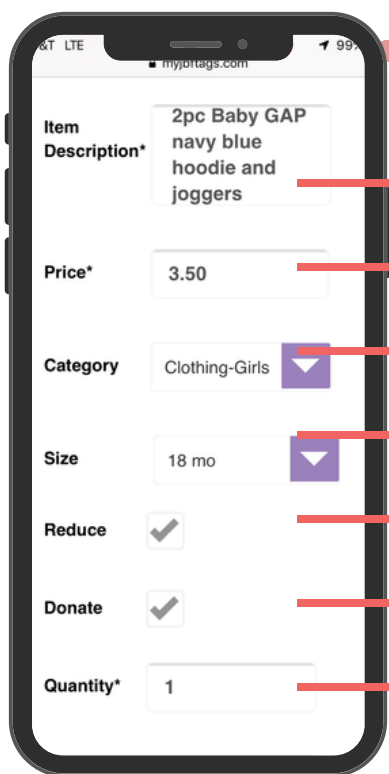 &T LTE 99%
myjbftags.com
Item Description*
2pc Baby GAP
navy blue
hoodie and
joggers
Price*
3.50
Category
Clothing-Girls
Size
18 mo
Reduce
Donate
Quantity*
1